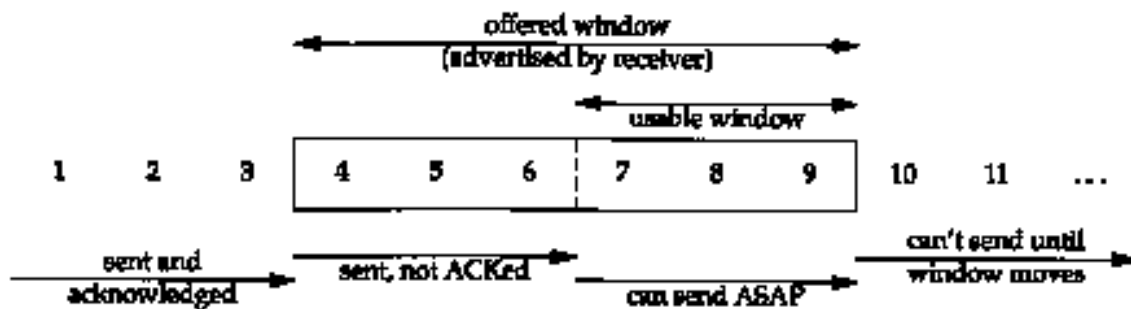 offered window
(advertised by receiver)
usable window
1 2 3 4 5 6 7 8 9 10 11 ...
sent and
acknowledged
sent, not ACKed
can send ASAP
can't send until
window moves